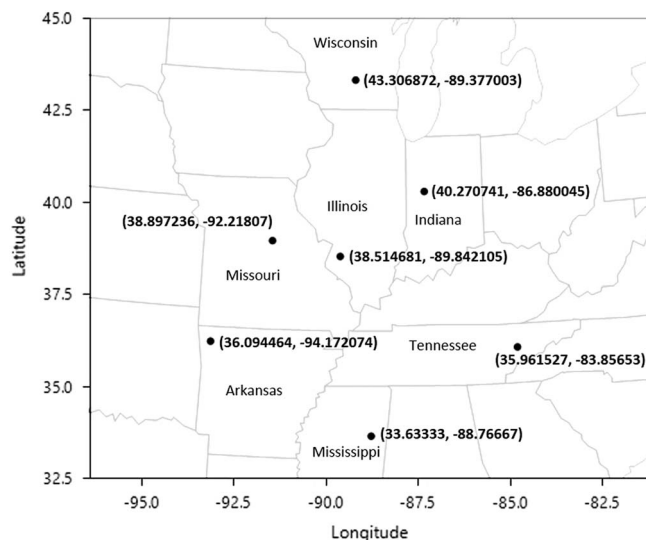 45.0
Wisconsin
(43.306872, -89.377003)
42.5
(40.270741, -86.880045)
40.0
Illinois
Indiana
(38.897236, -92.21807)
(38.514681, -89.842105)
Missouri
37.5
Latitude
(36.094464, -94.172074)
Tennessee
(35.961527, -83.85653)
35.0
Arkansas
(33.63333, -88.76667)
Mississippi
32.5
-95.0 -92.5 -90.0 -87.5 -85.0 -82.5
Longitude